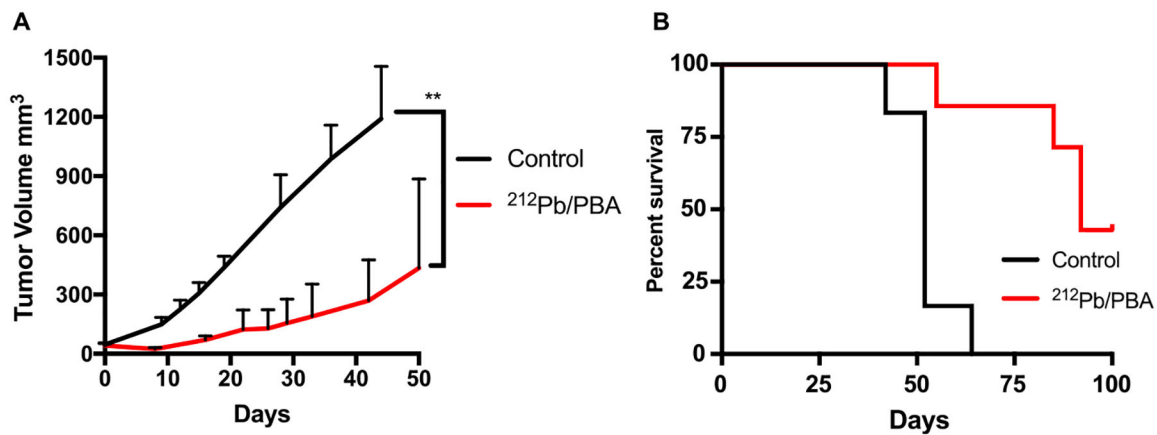 A
1500
1200
900
600
300
0
Tumor Volume mm³
0 10 20 30 40 50
Days
**
Control
²¹²Pb/PBA
B
100
75
50
25
0
Percent survival
0 25 50 75 100
Days
Control
²¹²Pb/PBA